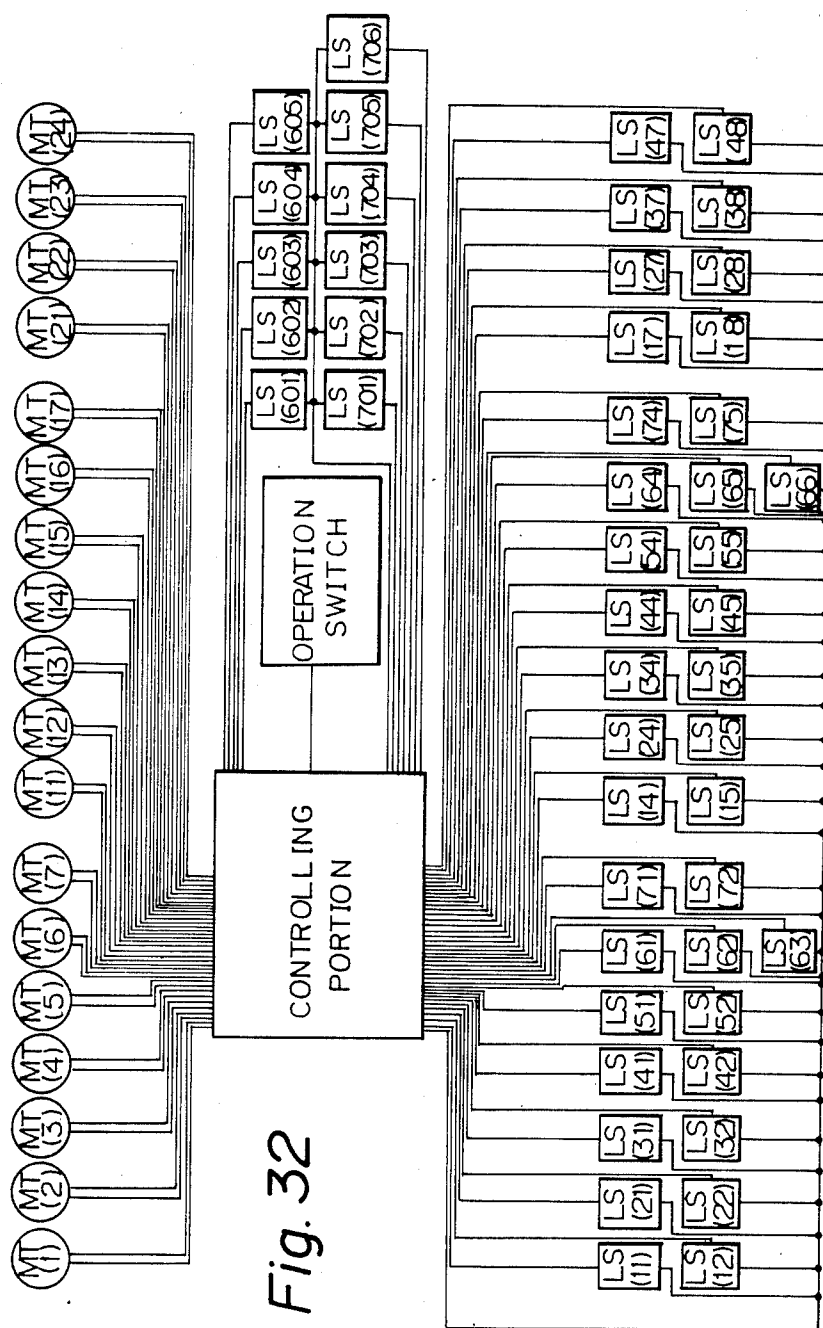 MT
(1)
MT
(2)
MT
(3)
MT
(4)
MT
(5)
MT
(6)
MT
(7)
MT
(11)
MT
(12)
MT
(13)
MT
(14)
MT
(15)
MT
(16)
MT
(17)
MT
(21)
MT
(22)
MT
(23)
MT
(24)
Fig. 32
CONTROLLING
PORTION
OPERATION
SWITCH
LS
(601)
LS
(602)
LS
(603)
LS
(604)
LS
(605)
LS
(701)
LS
(702)
LS
(703)
LS
(704)
LS
(705)
LS
(706)
LS
(11)
LS
(21)
LS
(31)
LS
(41)
LS
(51)
LS
(61)
LS
(71)
LS
(14)
LS
(24)
LS
(34)
LS
(44)
LS
(54)
LS
(64)
LS
(74)
LS
(17)
LS
(27)
LS
(37)
LS
(47)
LS
(12)
LS
(22)
LS
(32)
LS
(42)
LS
(52)
LS
(62)
LS
(72)
LS
(15)
LS
(25)
LS
(35)
LS
(45)
LS
(55)
LS
(65)
LS
(75)
LS
(18)
LS
(28)
LS
(38)
LS
(48)
LS
(63)
LS
(66)